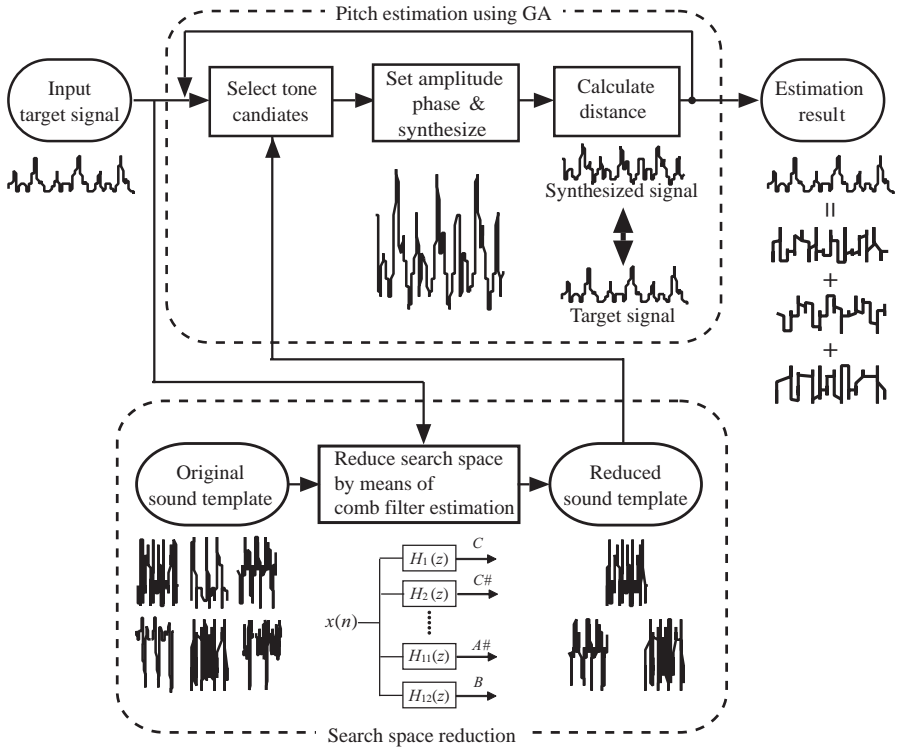 Pitch estimation using GA
Input
target signal
Select tone
candidates
Set amplitude
phase &
synthesize
Calculate
distance
Estimation
result
Synthesized signal
Target signal
=
+
+
Original
sound template
Reduce search space
by means of
comb filter estimation
Reduced
sound template
x(n)
H1(z)
C
H2(z)
C#
H11(z)
A#
H12(z)
B
Search space reduction